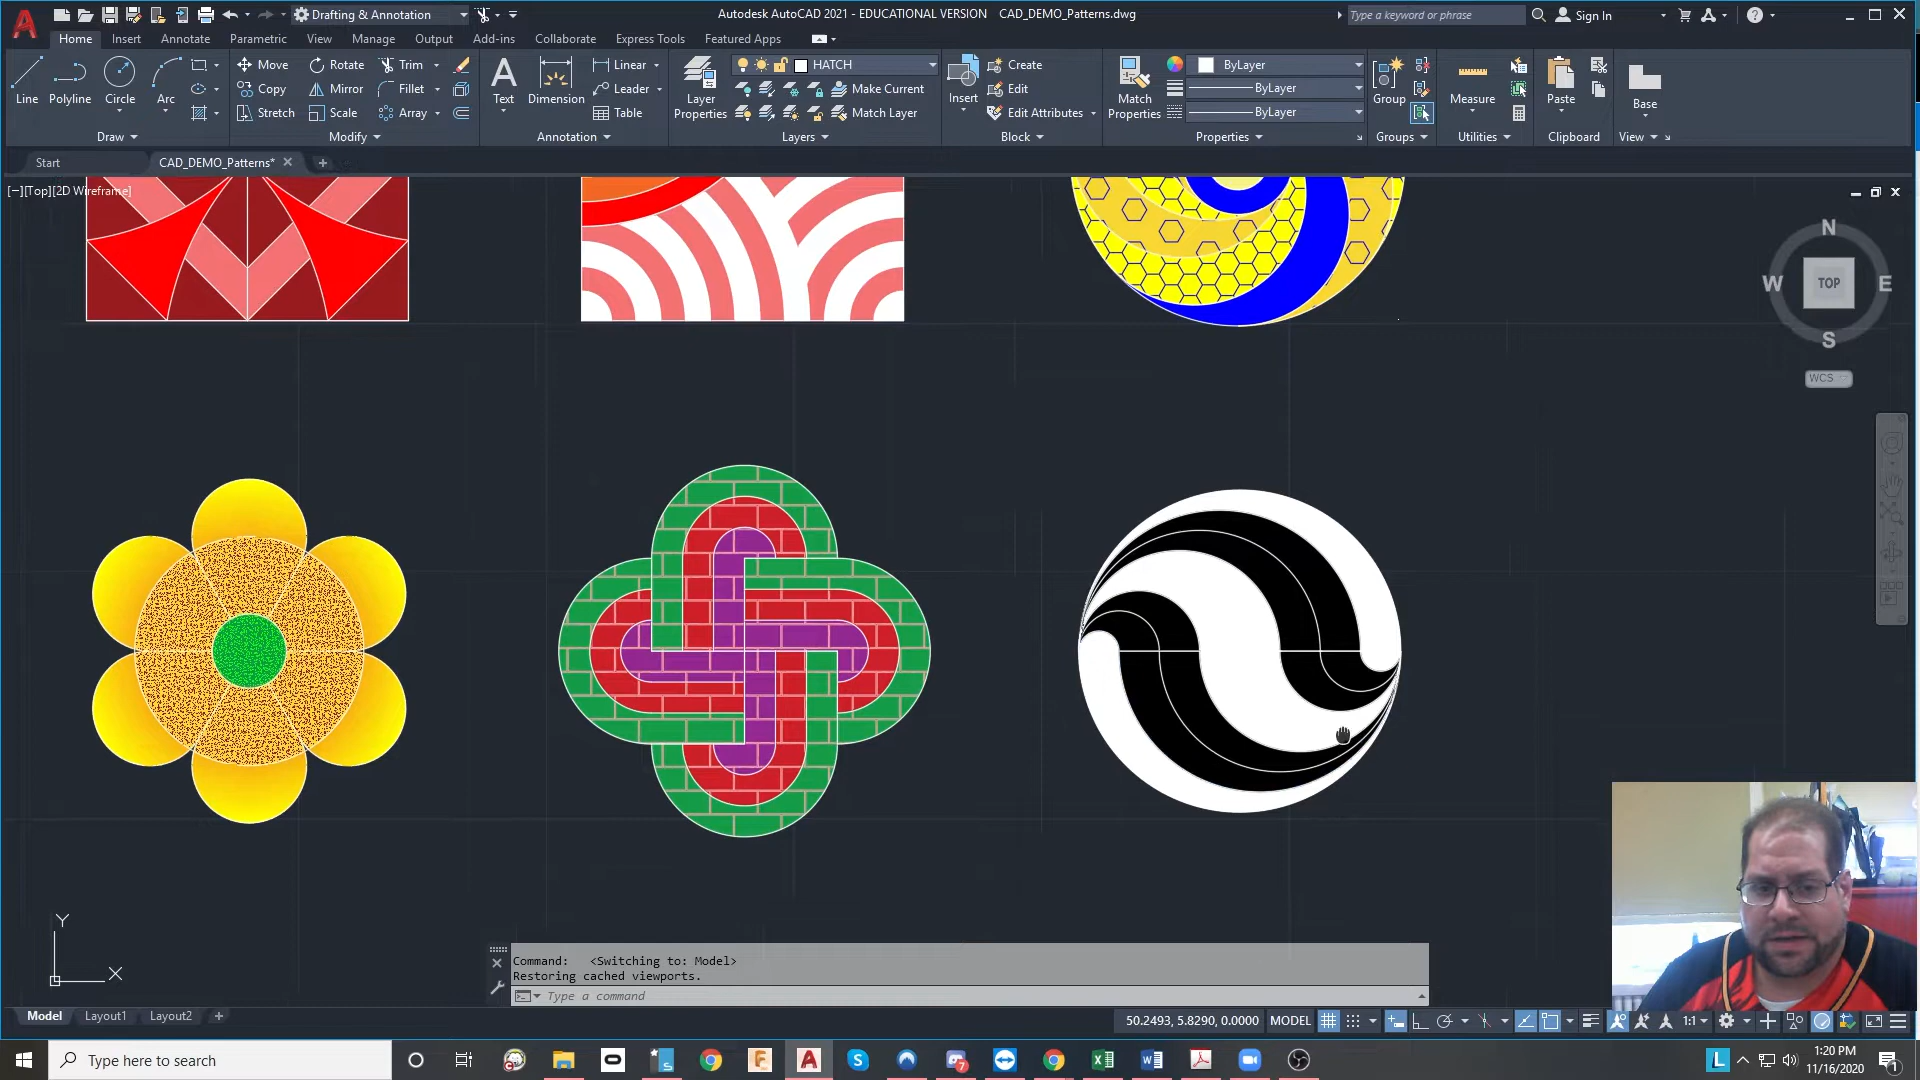 Drafting & Annotation
Autodesk AutoCAD 2021 - EDUCATIONAL VERSION CAD_DEMO_Patterns.dwg
Type a keyword or phrase
Sign In
Home Insert Annotate Parametric View Manage Output Add-ins Collaborate Express Tools Featured Apps
Line Polyline Circle Arc
Move Rotate Trim
Copy Mirror Fillet
Stretch Scale Array
Text Dimension
Linear
Leader
Table
Layer Properties
HATCH
Make Current
Match Layer
Insert
Create
Edit
Edit Attributes
Match Properties
ByLayer
ByLayer
ByLayer
Group
Measure
Paste
Base
Draw Modify Annotation Layers Block Properties Groups Utilities Clipboard View
Start CAD_DEMO_Patterns*
[−][Top][2D Wireframe]
N
W TOP E
S
WCS
Y
X
Command: <Switching to: Model>
Restoring cached viewports.
Type a command
Model Layout1 Layout2
50.2493, 5.8290, 0.0000 MODEL 1:1
Type here to search
7
L
1:20 PM
11/16/2020
1